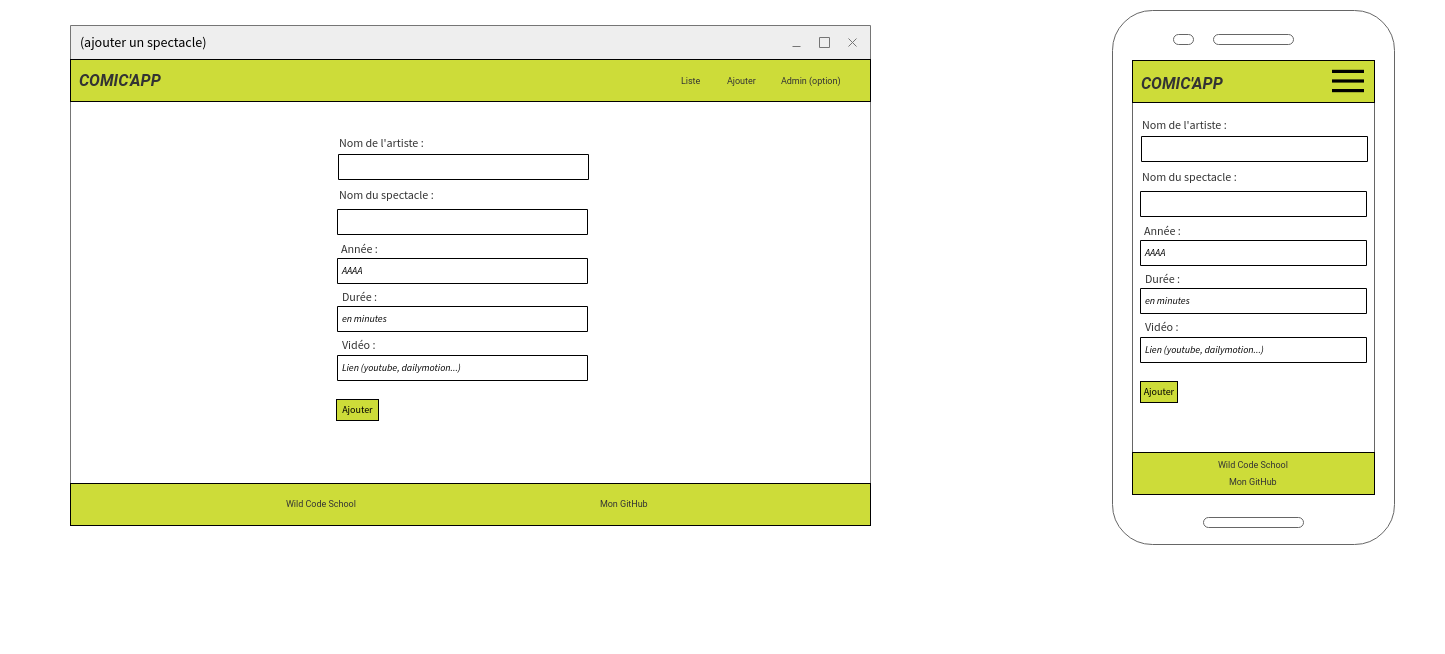 (ajouter un spectacle)
COMIC'APP
Liste Ajouter Admin (option)
Nom de l'artiste :
Nom du spectacle :
Année :
AAAA
Durée :
en minutes
Vidéo :
Lien (youtube, dailymotion...)
Ajouter
Wild Code School Mon GitHub
COMIC'APP
Nom de l'artiste :
Nom du spectacle :
Année :
AAAA
Durée :
en minutes
Vidéo :
Lien (youtube, dailymotion...)
Ajouter
Wild Code School
Mon GitHub